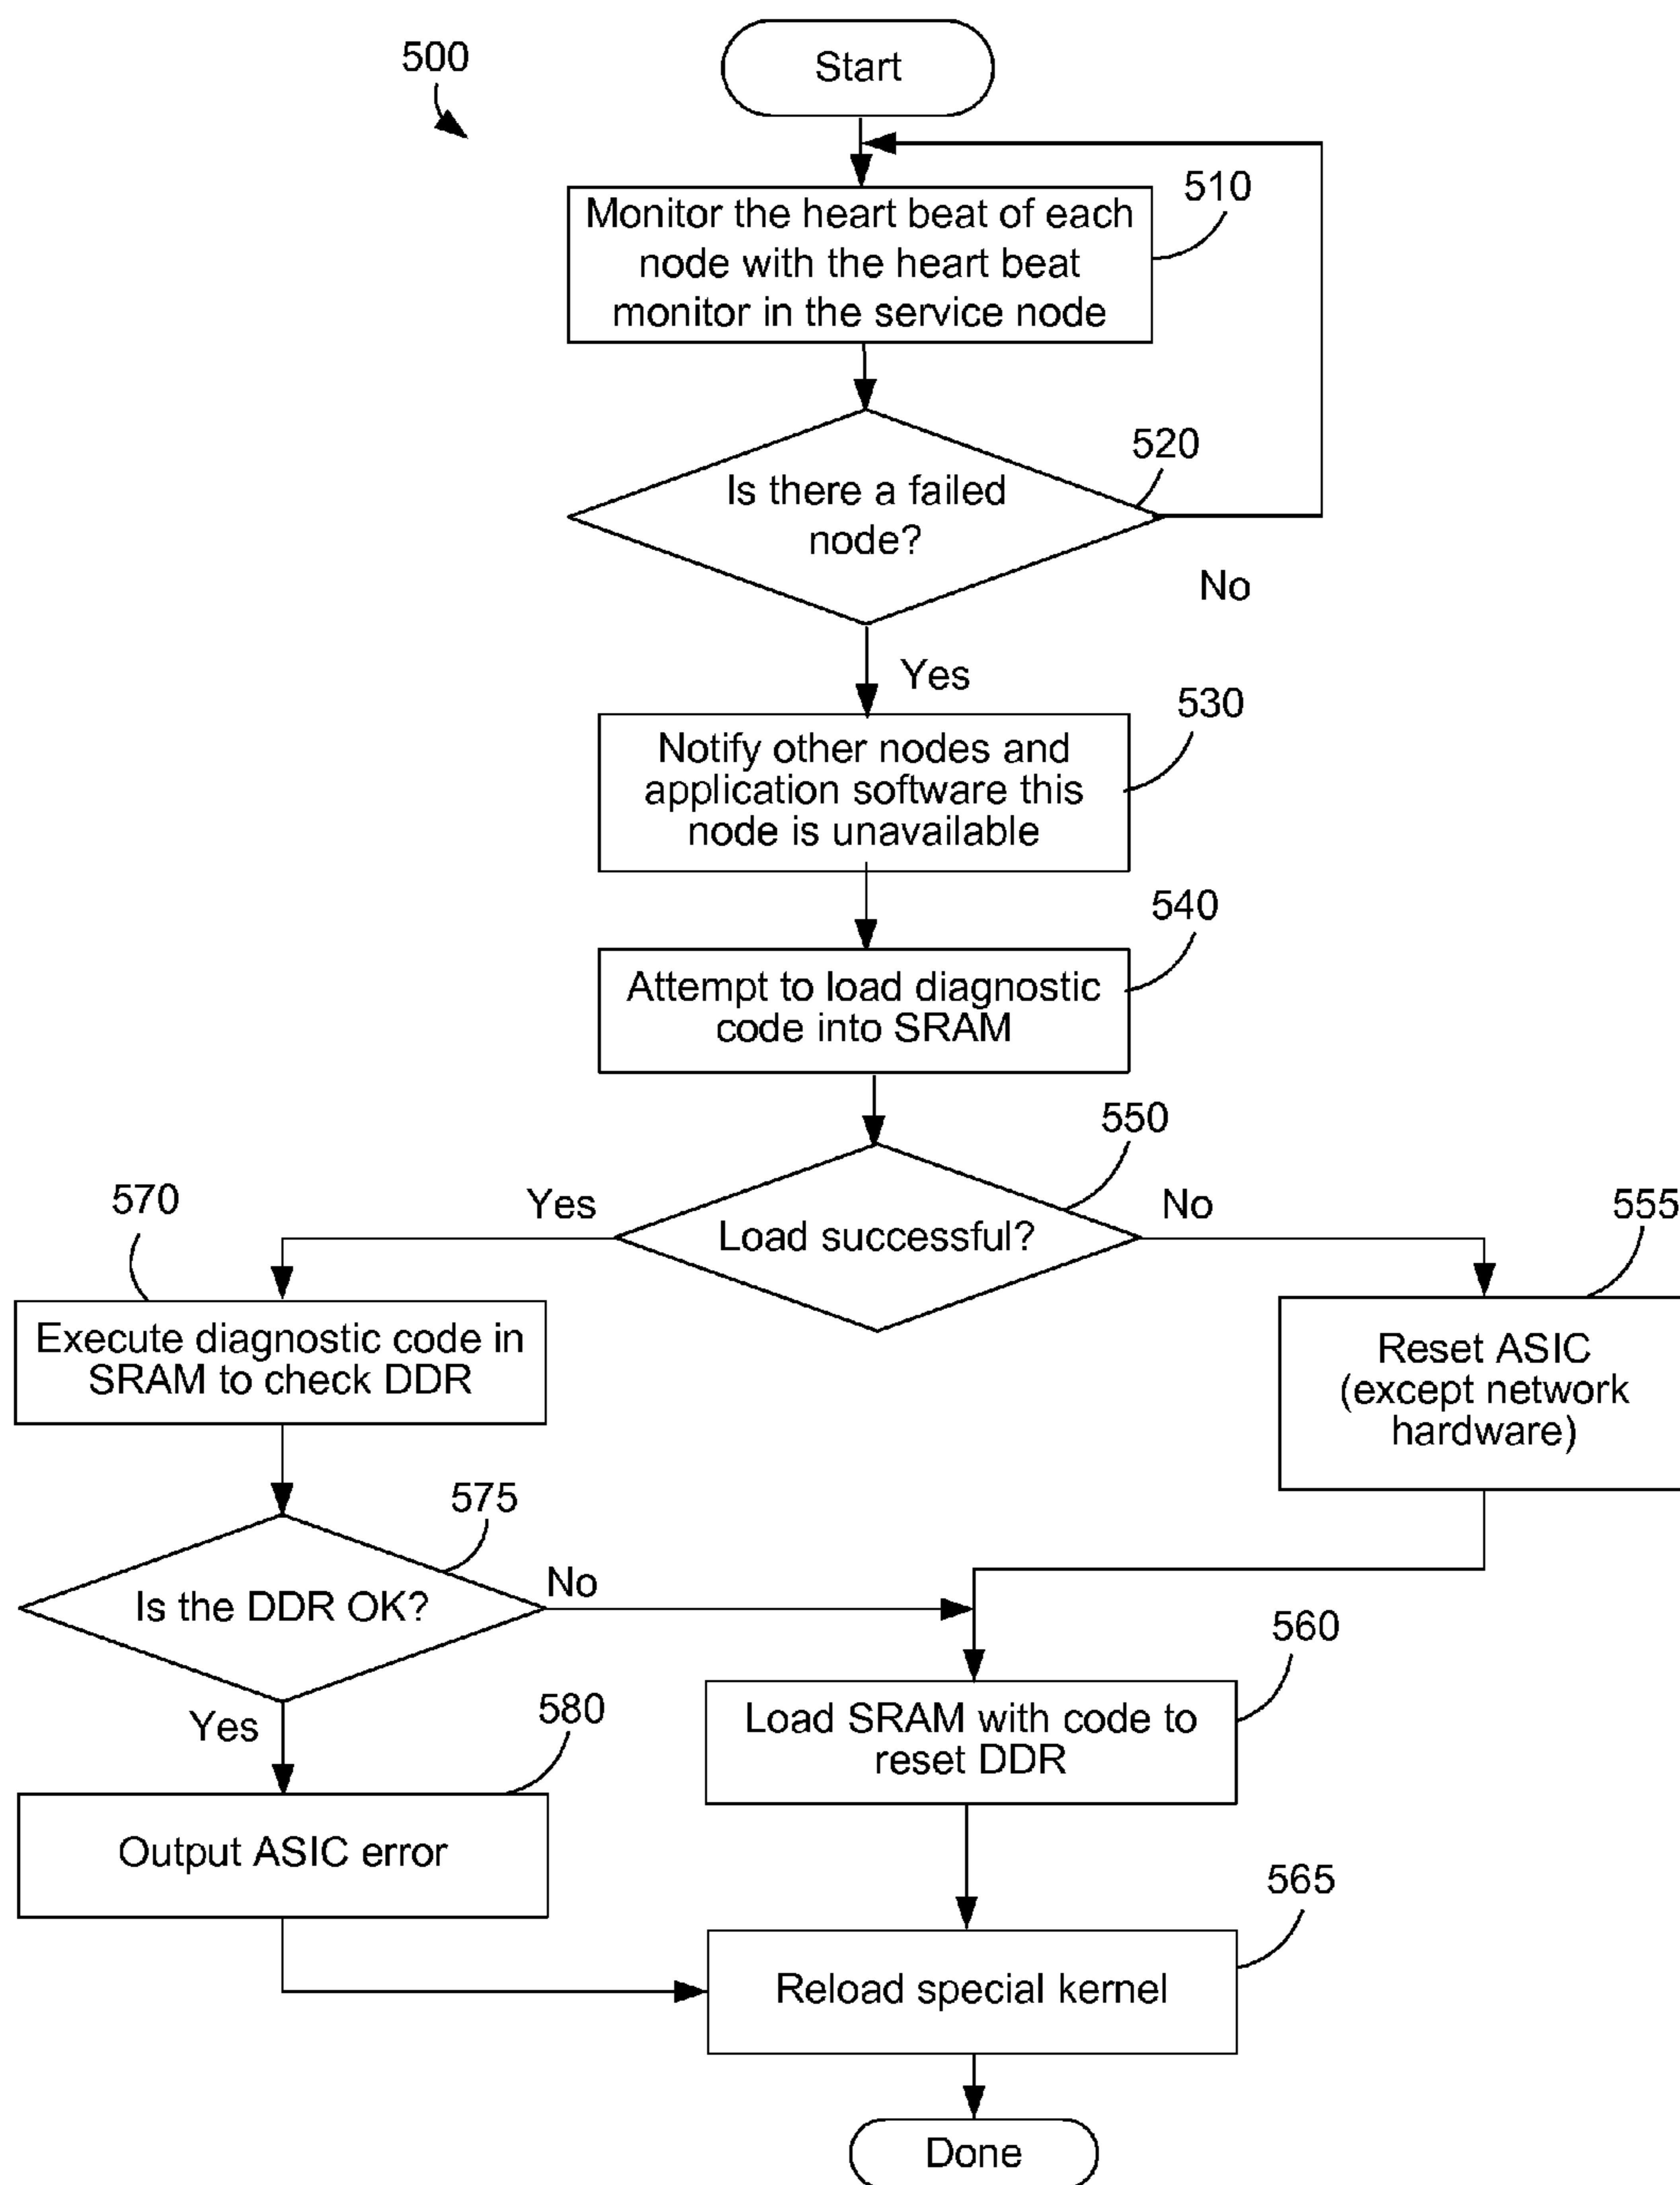 500
Start
510
Monitor the heart beat of each
node with the heart beat
monitor in the service node
520
Is there a failed
node?
No
Yes
530
Notify other nodes and
application software this
node is unavailable
540
Attempt to load diagnostic
code into SRAM
550
Load successful?
Yes
No
570
555
Execute diagnostic code in
SRAM to check DDR
Reset ASIC
(except network
hardware)
575
Is the DDR OK?
No
560
Load SRAM with code to
reset DDR
Yes
580
Output ASIC error
565
Reload special kernel
Done